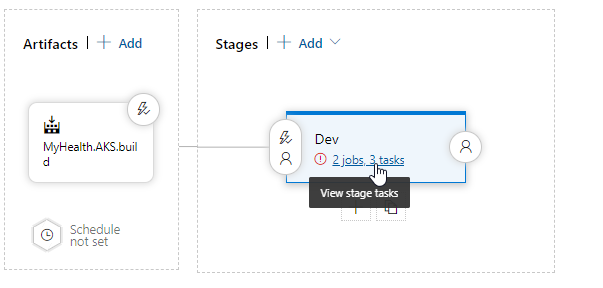 Artifacts | + Add
Stages | + Add
MyHealth.AKS.buil
d
Dev
2 jobs, 3 tasks
View stage tasks
Schedule
not set